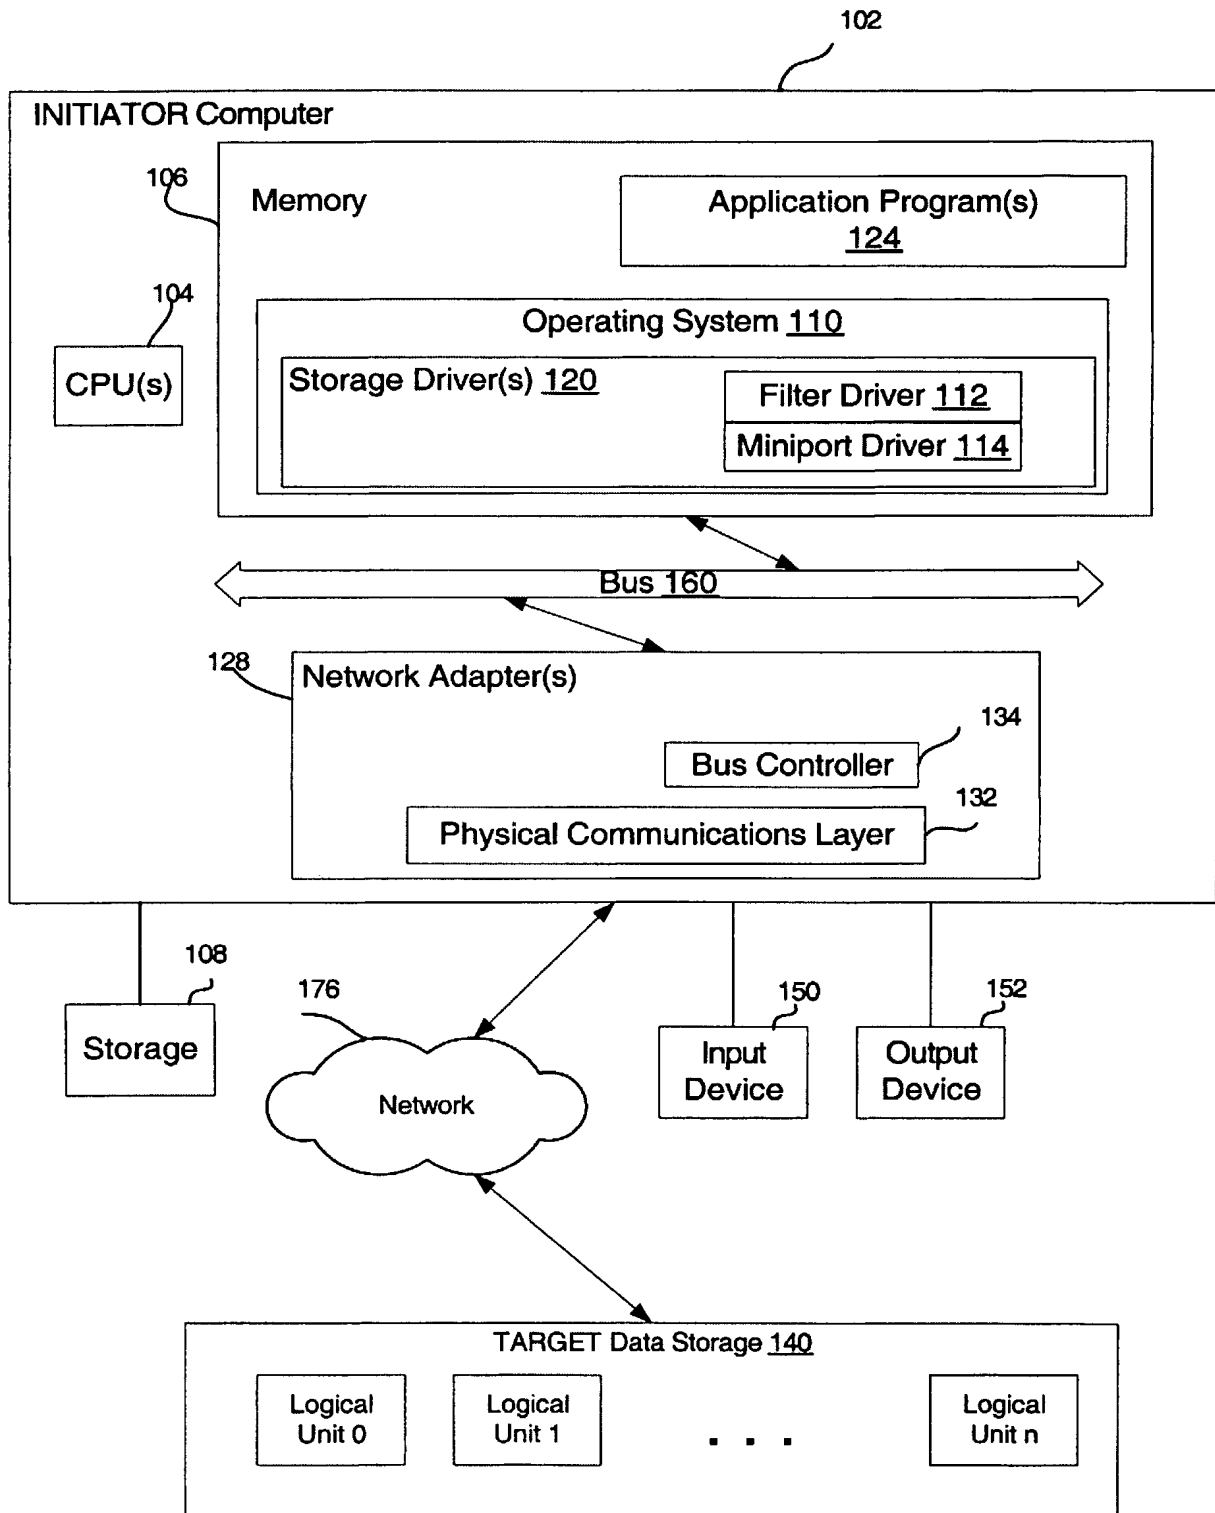 102
INITIATOR Computer
106
Memory
Application Program(s)
124
104
CPU(s)
Operating System 110
Storage Driver(s) 120
Filter Driver 112
Miniport Driver 114
Bus 160
128
Network Adapter(s)
134
Bus Controller
132
Physical Communications Layer
108
Storage
176
Network
150
Input
Device
152
Output
Device
TARGET Data Storage 140
Logical
Unit 0
Logical
Unit 1
. . .
Logical
Unit n